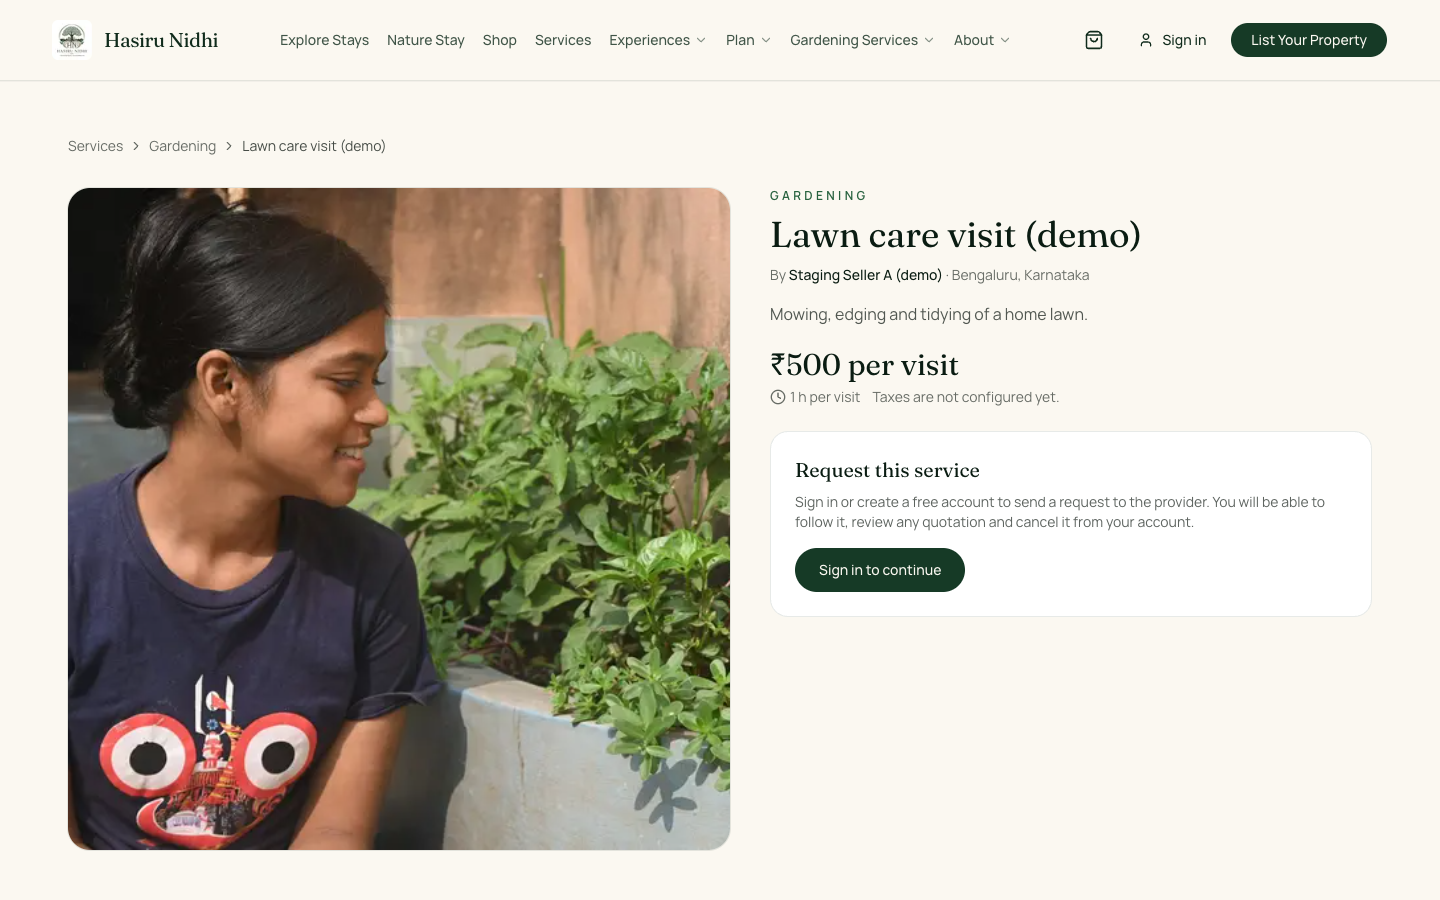 Hasiru Nidhi
Explore Stays
Nature Stay
Shop
Services
Experiences
Plan
Gardening Services
About
Sign in
List Your Property
Services > Gardening > Lawn care visit (demo)
GARDENING
Lawn care visit (demo)
By Staging Seller A (demo) · Bengaluru, Karnataka
Mowing, edging and tidying of a home lawn.
₹500 per visit
1 h per visit Taxes are not configured yet.
Request this service
Sign in or create a free account to send a request to the provider. You will be able to
follow it, review any quotation and cancel it from your account.
Sign in to continue